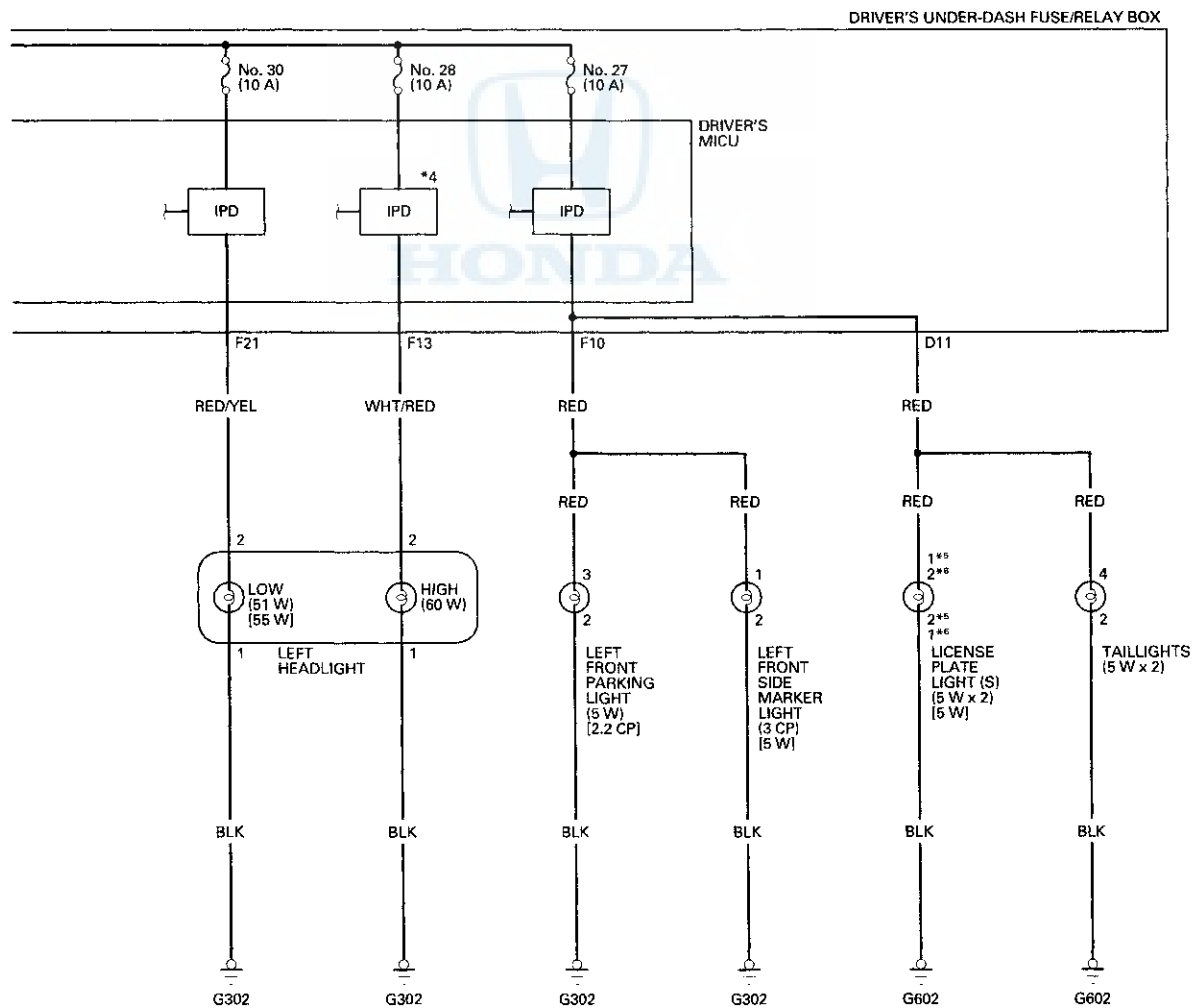 DRIVER'S UNDER-DASH FUSE/RELAY BOX
No. 30
(10 A)
No. 28
(10 A)
No. 27
(10 A)
DRIVER'S
MICU
*4
IPD
IPD
IPD
HONDA
F21
F13
F10
D11
RED/YEL
WHT/RED
RED
RED
RED
RED
RED
RED
2
2
LOW
(51 W)
[55 W]
HIGH
(60 W)
1
LEFT
HEADLIGHT
1
3
2
LEFT
FRONT
PARKING
LIGHT
(5 W)
[2.2 CP]
1
2
LEFT
FRONT
SIDE
MARKER
LIGHT
(3 CP)
[5 W]
1*5
2*6
2*5
1*6
LICENSE
PLATE
LIGHT (S)
(5 W x 2)
[5 W]
4
2
TAILLIGHTS
(5 W x 2)
BLK
BLK
BLK
BLK
BLK
BLK
G302
G302
G302
G302
G602
G602